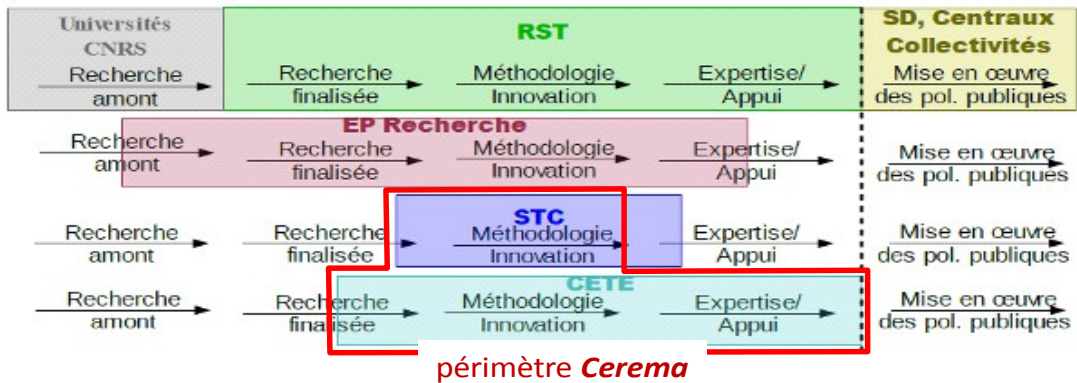 Universités
CNRS
RST
SD, Centraux
Collectivités
Recherche
amont
Recherche
finalisée
Méthodologie
Innovation
Expertise/
Appui
Mise en œuvre
des pol. publiques
EP Recherche
Recherche
amont
Recherche
finalisée
Méthodologie
Innovation
Expertise/
Appui
Mise en œuvre
des pol. publiques
STC
Recherche
amont
Recherche
finalisée
Méthodologie
Innovation
Expertise/
Appui
Mise en œuvre
des pol. publiques
CETE
Recherche
amont
Recherche
finalisée
Méthodologie
Innovation
Expertise/
Appui
Mise en œuvre
des pol. publiques
périmètre Cerema